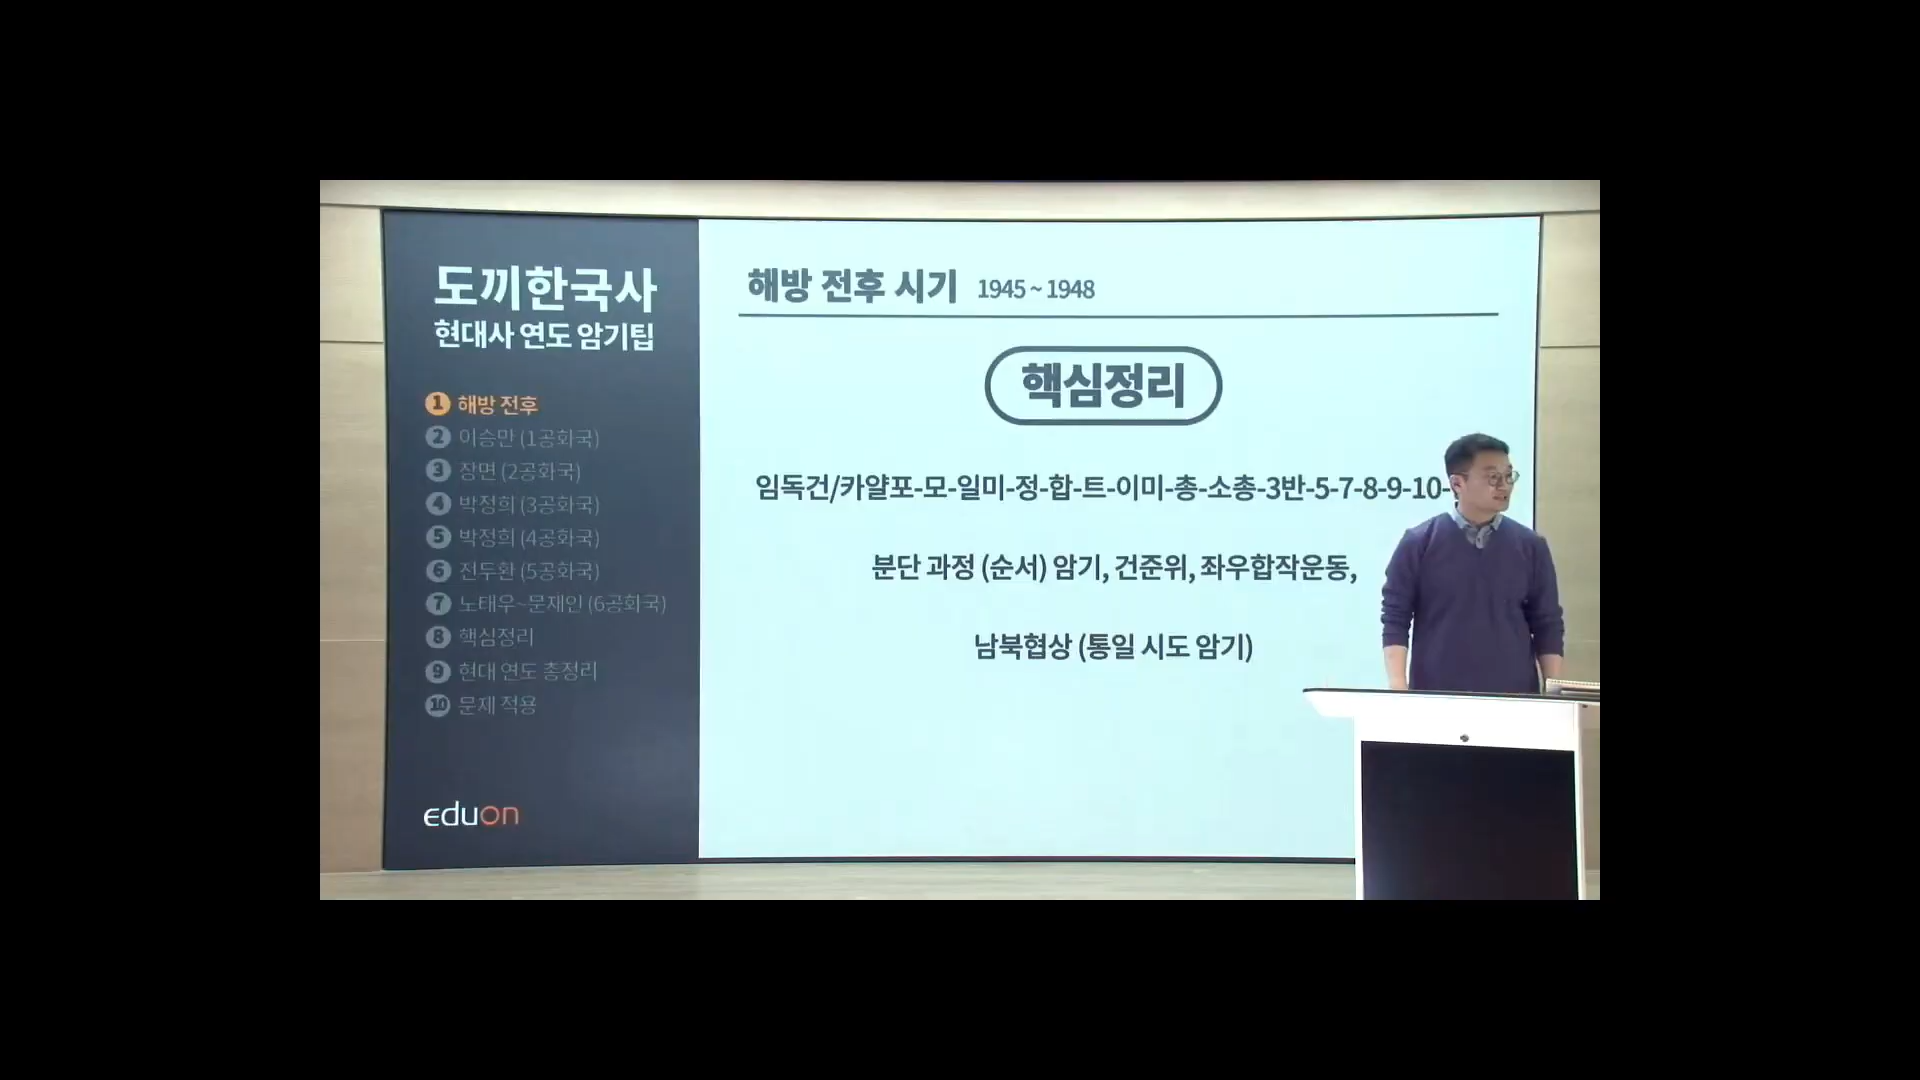 도끼한국사
현대사 연도 암기팁
1 해방 전후
2 이승만 (1공화국)
3 장면 (2공화국)
4 박정희 (3공화국)
5 박정희 (4공화국)
6 전두환 (5공화국)
7 노태우~문재인 (6공화국)
8 핵심정리
9 현대 연도 총정리
10 문제 적용
eduon
해방 전후 시기 1945 ~ 1948
핵심정리
임독건/카얄포-모-일미-정-합-트-이미-총-소총-3반-5-7-8-9-10-
분단 과정 (순서) 암기, 건준위, 좌우합작운동,
남북협상 (통일 시도 암기)